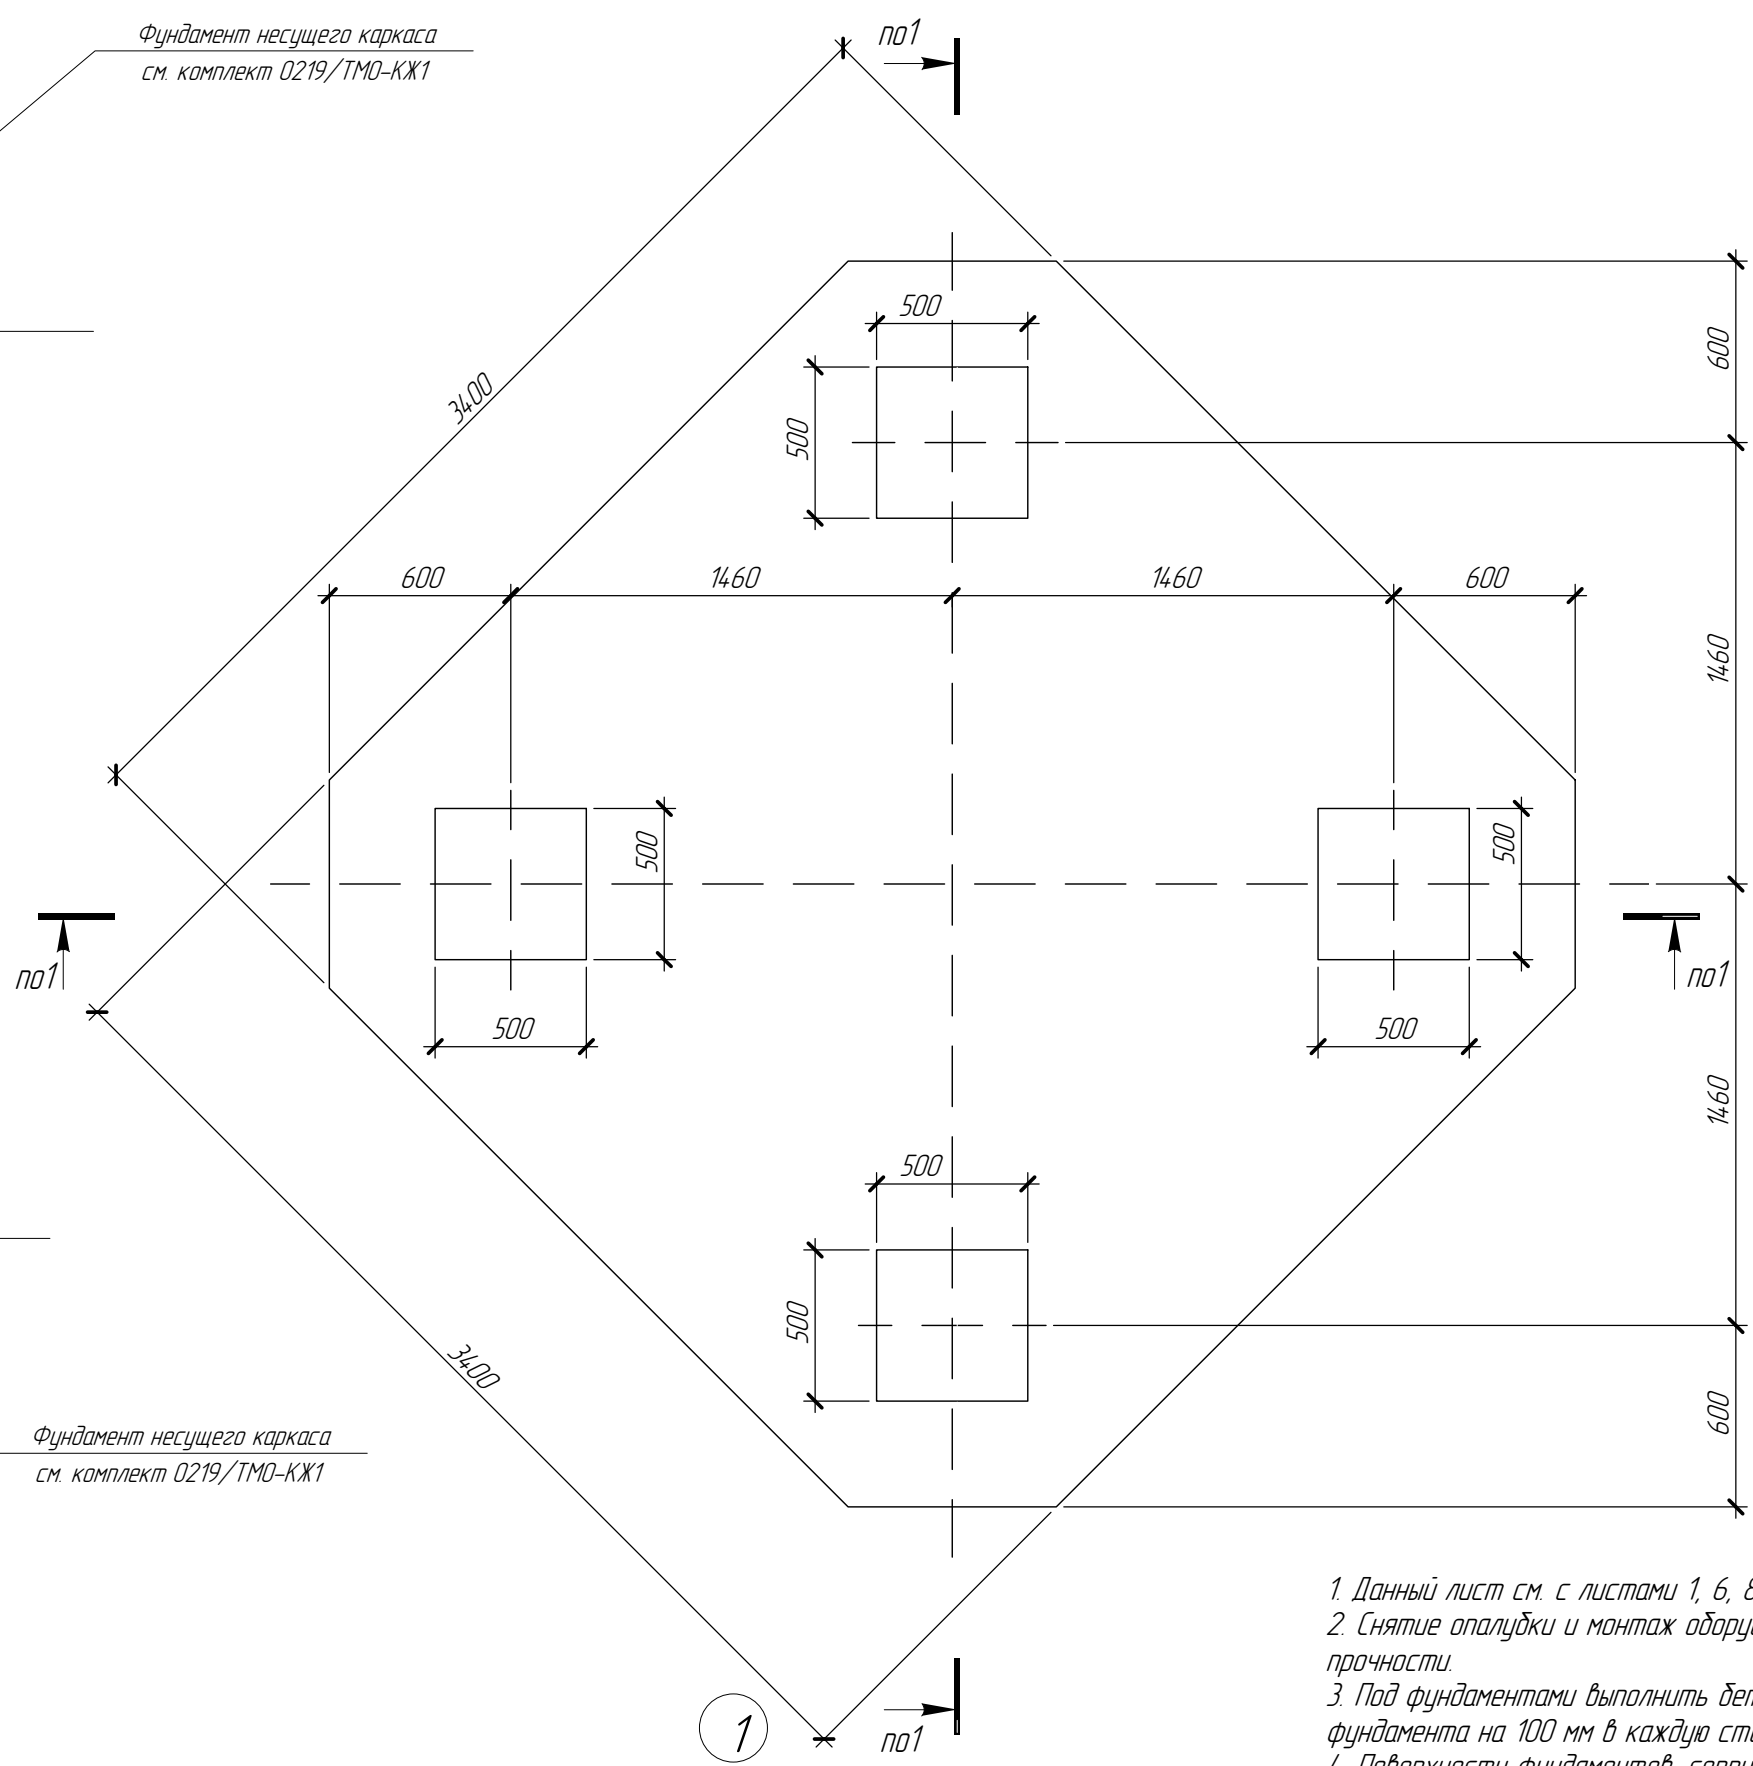 Фундамент несущего каркаса
см. комплект 0219/ТМО-КЖ1
по1
500
600
3400
500
600
1460
1460
600
1460
500
500
по1
по1
500
500
1460
500
500
3400
600
Фундамент несущего каркаса
см. комплект 0219/ТМО-КЖ1
1. Данный лист см. с листами 1, 6,
2. Снятие опалубки и монтаж
прочности.
3. Под фундаментами выполнить
фундамента на 100 мм в каждую
1
по1
4. Поверхности фундаментов,